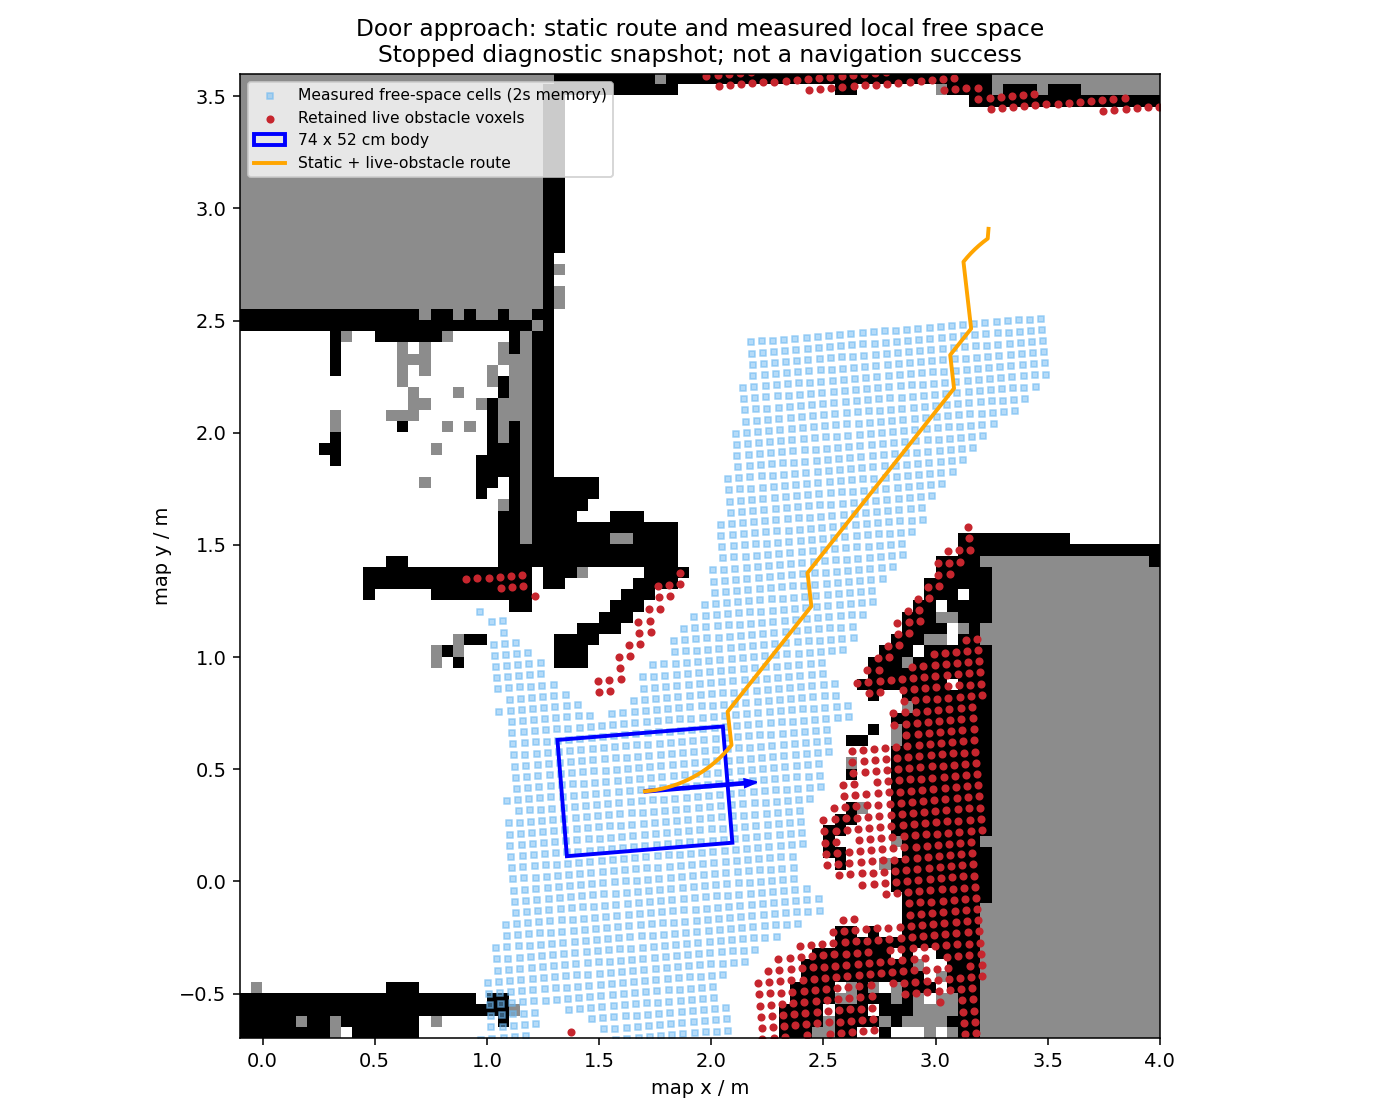 Door approach: static route and measured local free space
Stopped diagnostic snapshot; not a navigation success
Measured free-space cells (2s memory)
Retained live obstacle voxels
74 x 52 cm body
Static + live-obstacle route
map y / m
3.5
3.0
2.5
2.0
1.5
1.0
0.5
0.0
−0.5
0.0 0.5 1.0 1.5 2.0 2.5 3.0 3.5 4.0
map x / m